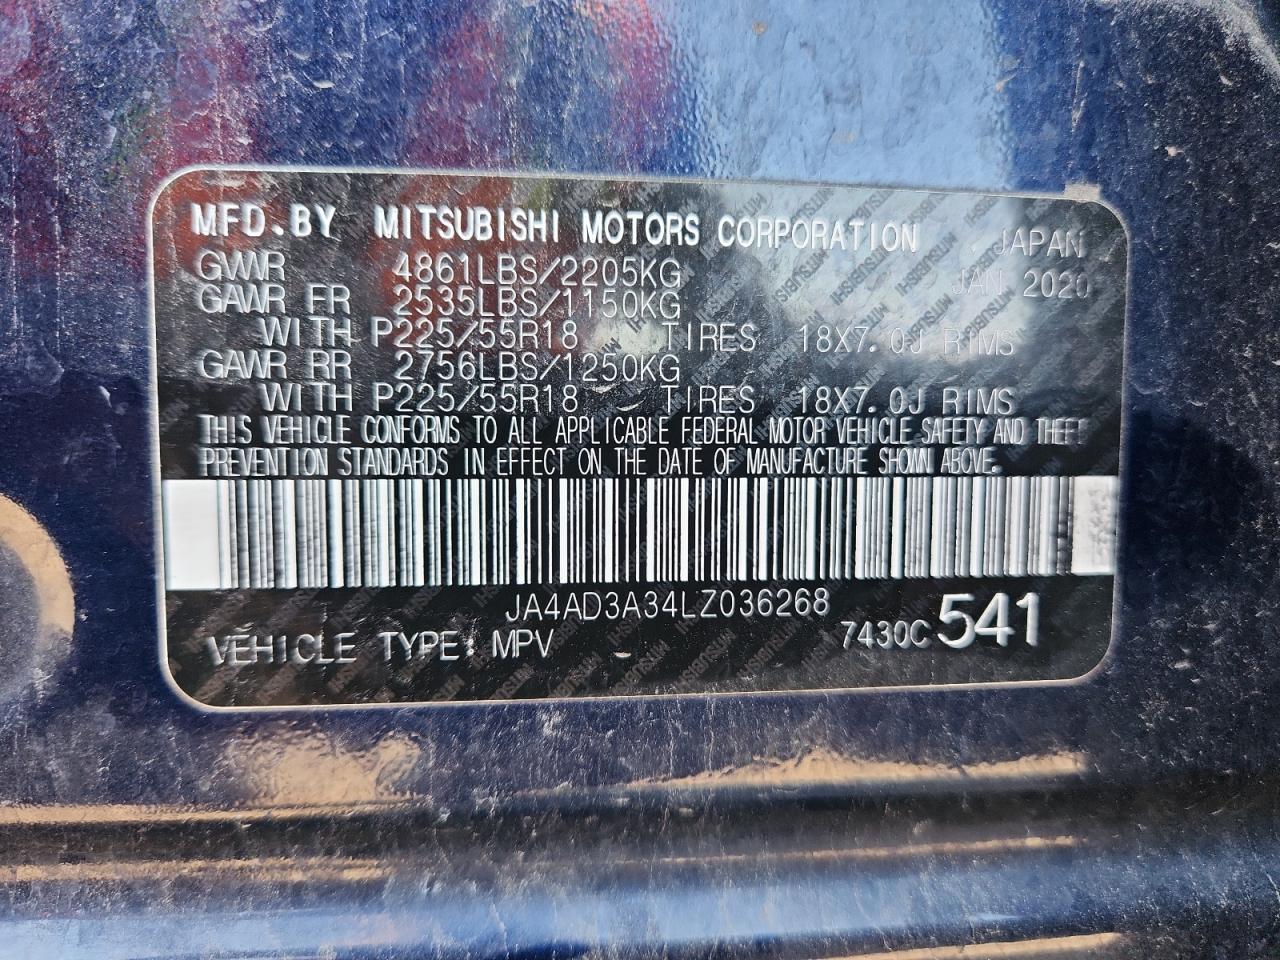 MFD.BY MITSUBISHI MOTORS CORPORATION JAPAN
GVWR 4861LBS/2205KG JAN 2020
GAWR FR 2535LBS/1150KG
WITH P225/55R18 TIRES 18X7.0J RIMS
GAWR RR 2756LBS/1250KG
WITH P225/55R18 TIRES 18X7.0J RIMS
THIS VEHICLE CONFORMS TO ALL APPLICABLE FEDERAL MOTOR VEHICLE SAFETY AND THEFT
PREVENTION STANDARDS IN EFFECT ON THE DATE OF MANUFACTURE SHOWN ABOVE.
JA4AD3A34LZ036268
VEHICLE TYPE: MPV 7430C 541